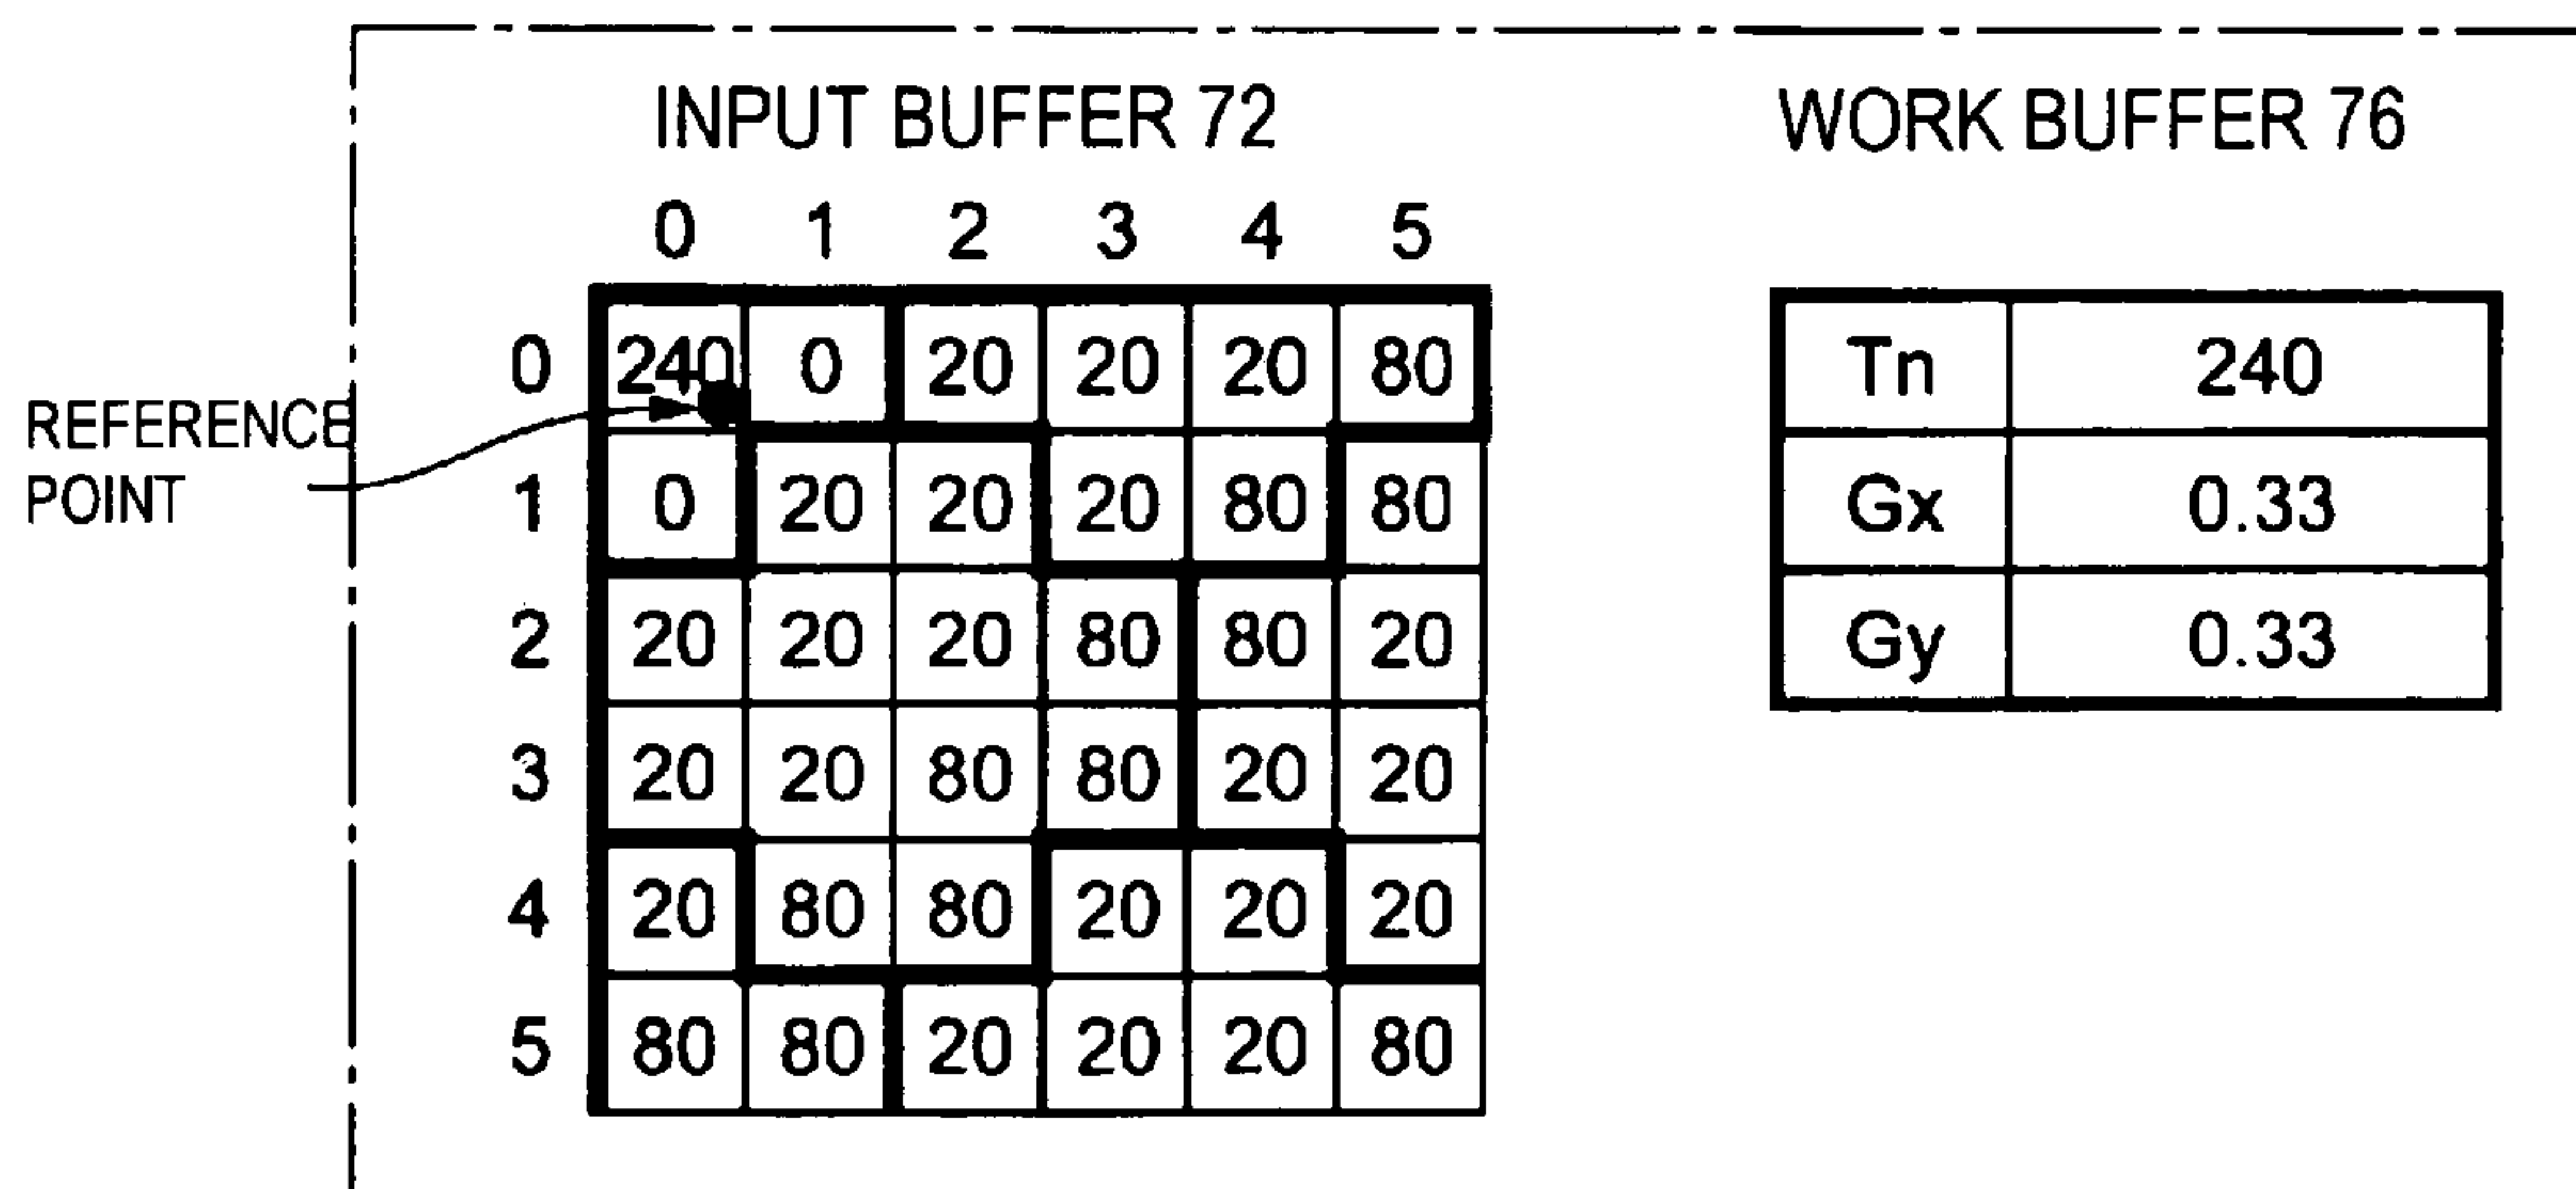 INPUT BUFFER 72
0 1 2 3 4 5
0 240 0 20 20 20 80
1 0 20 20 20 80 80
2 20 20 20 80 80 20
3 20 20 80 80 20 20
4 20 80 80 20 20 20
5 80 80 20 20 20 80
REFERENCE
POINT
WORK BUFFER 76
Tn 240
Gx 0.33
Gy 0.33